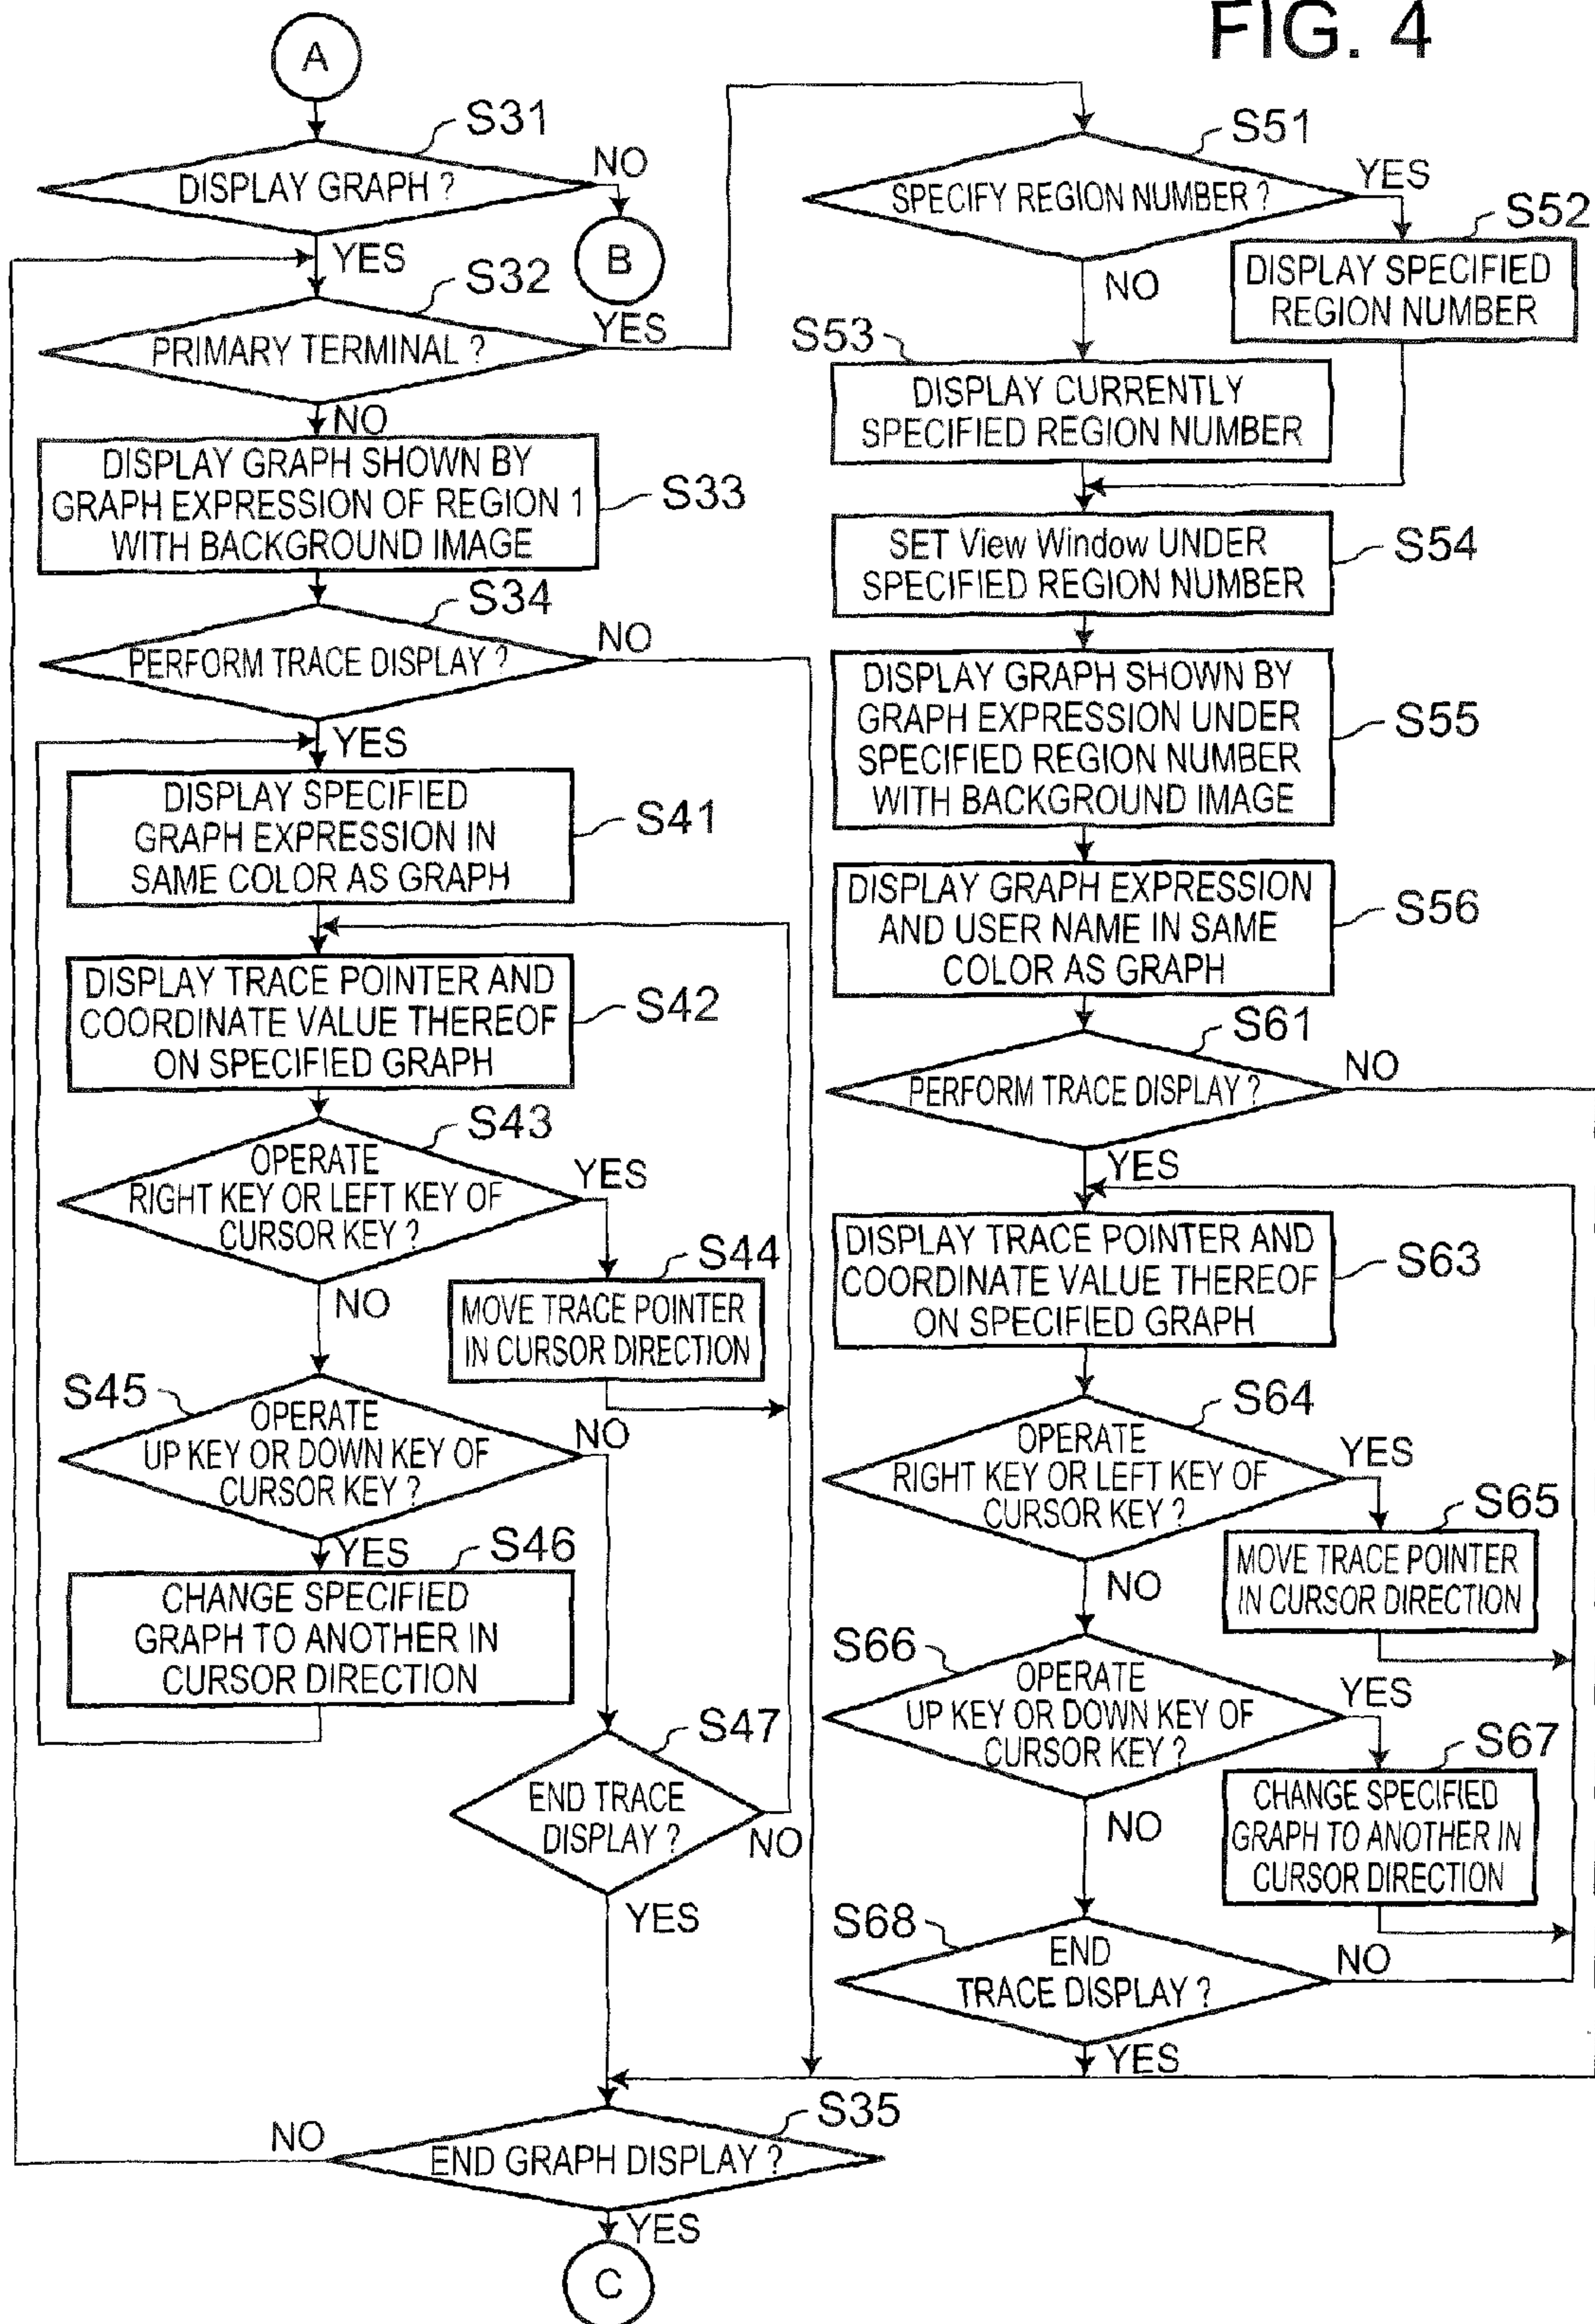 FIG. 4
A
S31
DISPLAY GRAPH ?
NO
B
YES
S32
PRIMARY TERMINAL ?
YES
NO
DISPLAY GRAPH SHOWN BY
GRAPH EXPRESSION OF REGION 1
WITH BACKGROUND IMAGE
S33
S34
PERFORM TRACE DISPLAY ?
NO
YES
DISPLAY SPECIFIED
GRAPH EXPRESSION IN
SAME COLOR AS GRAPH
S41
DISPLAY TRACE POINTER AND
COORDINATE VALUE THEREOF
ON SPECIFIED GRAPH
S42
S43
OPERATE
RIGHT KEY OR LEFT KEY OF
CURSOR KEY ?
YES
NO
S44
MOVE TRACE POINTER
IN CURSOR DIRECTION
S45
OPERATE
UP KEY OR DOWN KEY OF
CURSOR KEY ?
NO
YES
S46
CHANGE SPECIFIED
GRAPH TO ANOTHER IN
CURSOR DIRECTION
S47
END TRACE
DISPLAY ?
NO
YES
S51
SPECIFY REGION NUMBER ?
YES
NO
S52
DISPLAY SPECIFIED
REGION NUMBER
S53
DISPLAY CURRENTLY
SPECIFIED REGION NUMBER
SET View Window UNDER
SPECIFIED REGION NUMBER
S54
DISPLAY GRAPH SHOWN BY
GRAPH EXPRESSION UNDER
SPECIFIED REGION NUMBER
WITH BACKGROUND IMAGE
S55
DISPLAY GRAPH EXPRESSION
AND USER NAME IN SAME
COLOR AS GRAPH
S56
S61
PERFORM TRACE DISPLAY ?
NO
YES
DISPLAY TRACE POINTER AND
COORDINATE VALUE THEREOF
ON SPECIFIED GRAPH
S63
S64
OPERATE
RIGHT KEY OR LEFT KEY OF
CURSOR KEY ?
YES
NO
S65
MOVE TRACE POINTER
IN CURSOR DIRECTION
S66
OPERATE
UP KEY OR DOWN KEY OF
CURSOR KEY ?
YES
NO
S67
CHANGE SPECIFIED
GRAPH TO ANOTHER IN
CURSOR DIRECTION
S68
END
TRACE DISPLAY ?
NO
YES
S35
END GRAPH DISPLAY ?
NO
YES
C